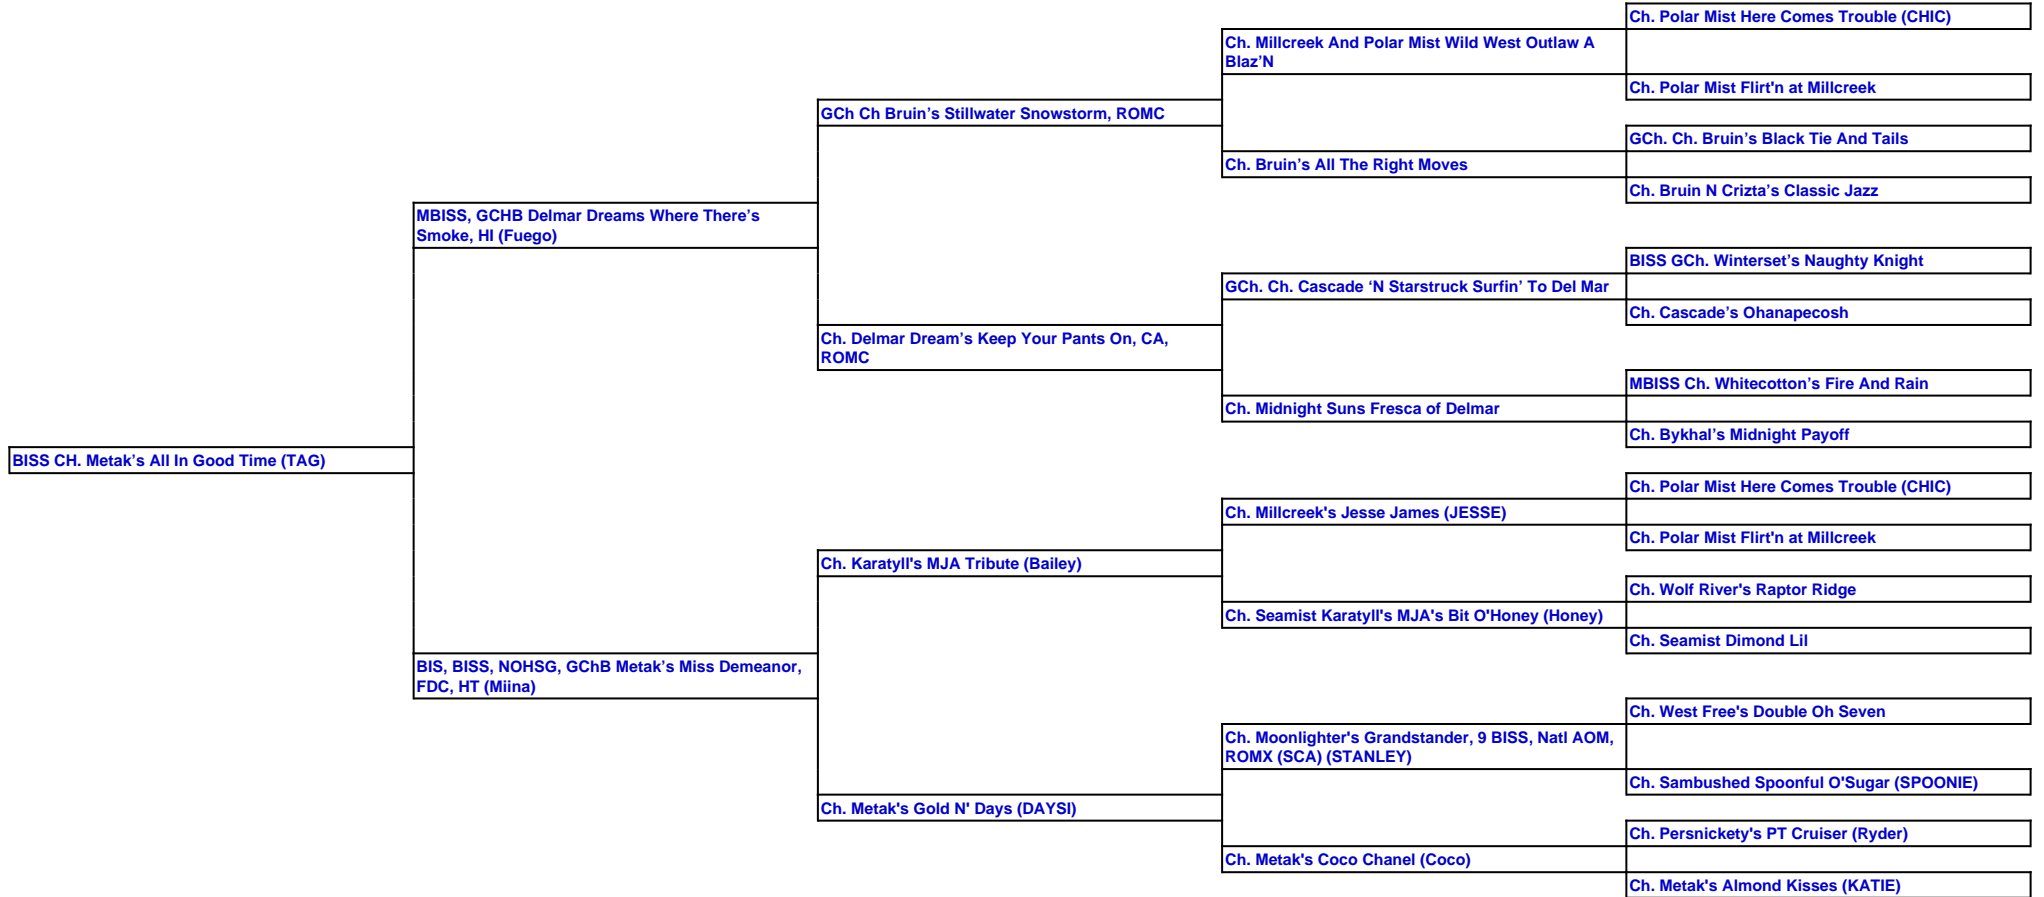 Ch. Polar Mist Here Comes Trouble (CHIC)
Ch. Millcreek And Polar Mist Wild West Outlaw A
Blaz’N
Ch. Polar Mist Flirt'n at Millcreek
GCh Ch Bruin’s Stillwater Snowstorm, ROMC
GCh. Ch. Bruin’s Black Tie And Tails
Ch. Bruin’s All The Right Moves
Ch. Bruin N Crizta’s Classic Jazz
MBISS, GCHB Delmar Dreams Where There’s
Smoke, HI (Fuego)
BISS GCh. Winterset’s Naughty Knight
GCh. Ch. Cascade ‘N Starstruck Surfin’ To Del Mar
Ch. Cascade’s Ohanapecosh
Ch. Delmar Dream’s Keep Your Pants On, CA,
ROMC
MBISS Ch. Whitecotton’s Fire And Rain
Ch. Midnight Suns Fresca of Delmar
Ch. Bykhal’s Midnight Payoff
BISS CH. Metak’s All In Good Time (TAG)
Ch. Polar Mist Here Comes Trouble (CHIC)
Ch. Millcreek's Jesse James (JESSE)
Ch. Polar Mist Flirt'n at Millcreek
Ch. Karatyll's MJA Tribute (Bailey)
Ch. Wolf River's Raptor Ridge
Ch. Seamist Karatyll's MJA's Bit O'Honey (Honey)
Ch. Seamist Dimond Lil
BIS, BISS, NOHSG, GChB Metak’s Miss Demeanor,
FDC, HT (Miina)
Ch. West Free's Double Oh Seven
Ch. Moonlighter's Grandstander, 9 BISS, Natl AOM,
ROMX (SCA) (STANLEY)
Ch. Sambushed Spoonful O'Sugar (SPOONIE)
Ch. Metak's Gold N' Days (DAYSI)
Ch. Persnickety's PT Cruiser (Ryder)
Ch. Metak's Coco Chanel (Coco)
Ch. Metak's Almond Kisses (KATIE)